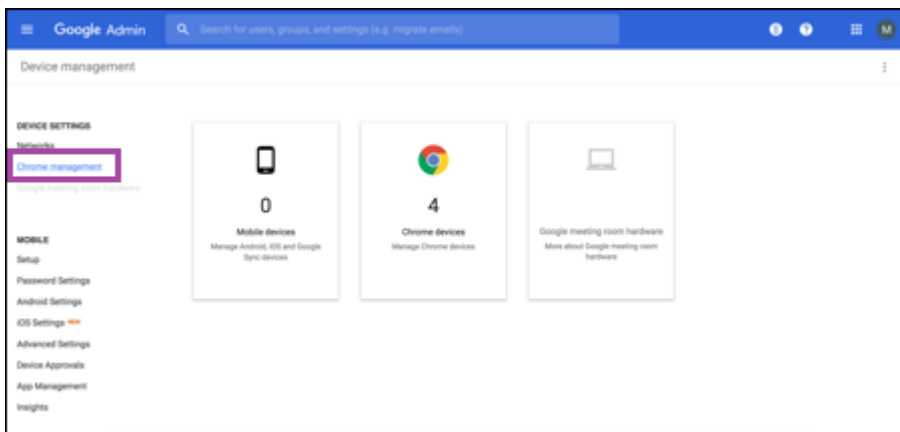 Google Admin
Search for users, groups, and settings (e.g. migrate emails)
M
Device management
DEVICE SETTINGS
Networks
Chrome management
Google meeting room hardware
MOBILE
Setup
Password Settings
Android Settings
iOS Settings NEW
Advanced Settings
Device Approvals
App Management
Insights
0
Mobile devices
Manage Android, iOS and Google
Sync devices
4
Chrome devices
Manage Chrome devices
Google meeting room hardware
More about Google meeting room
hardware